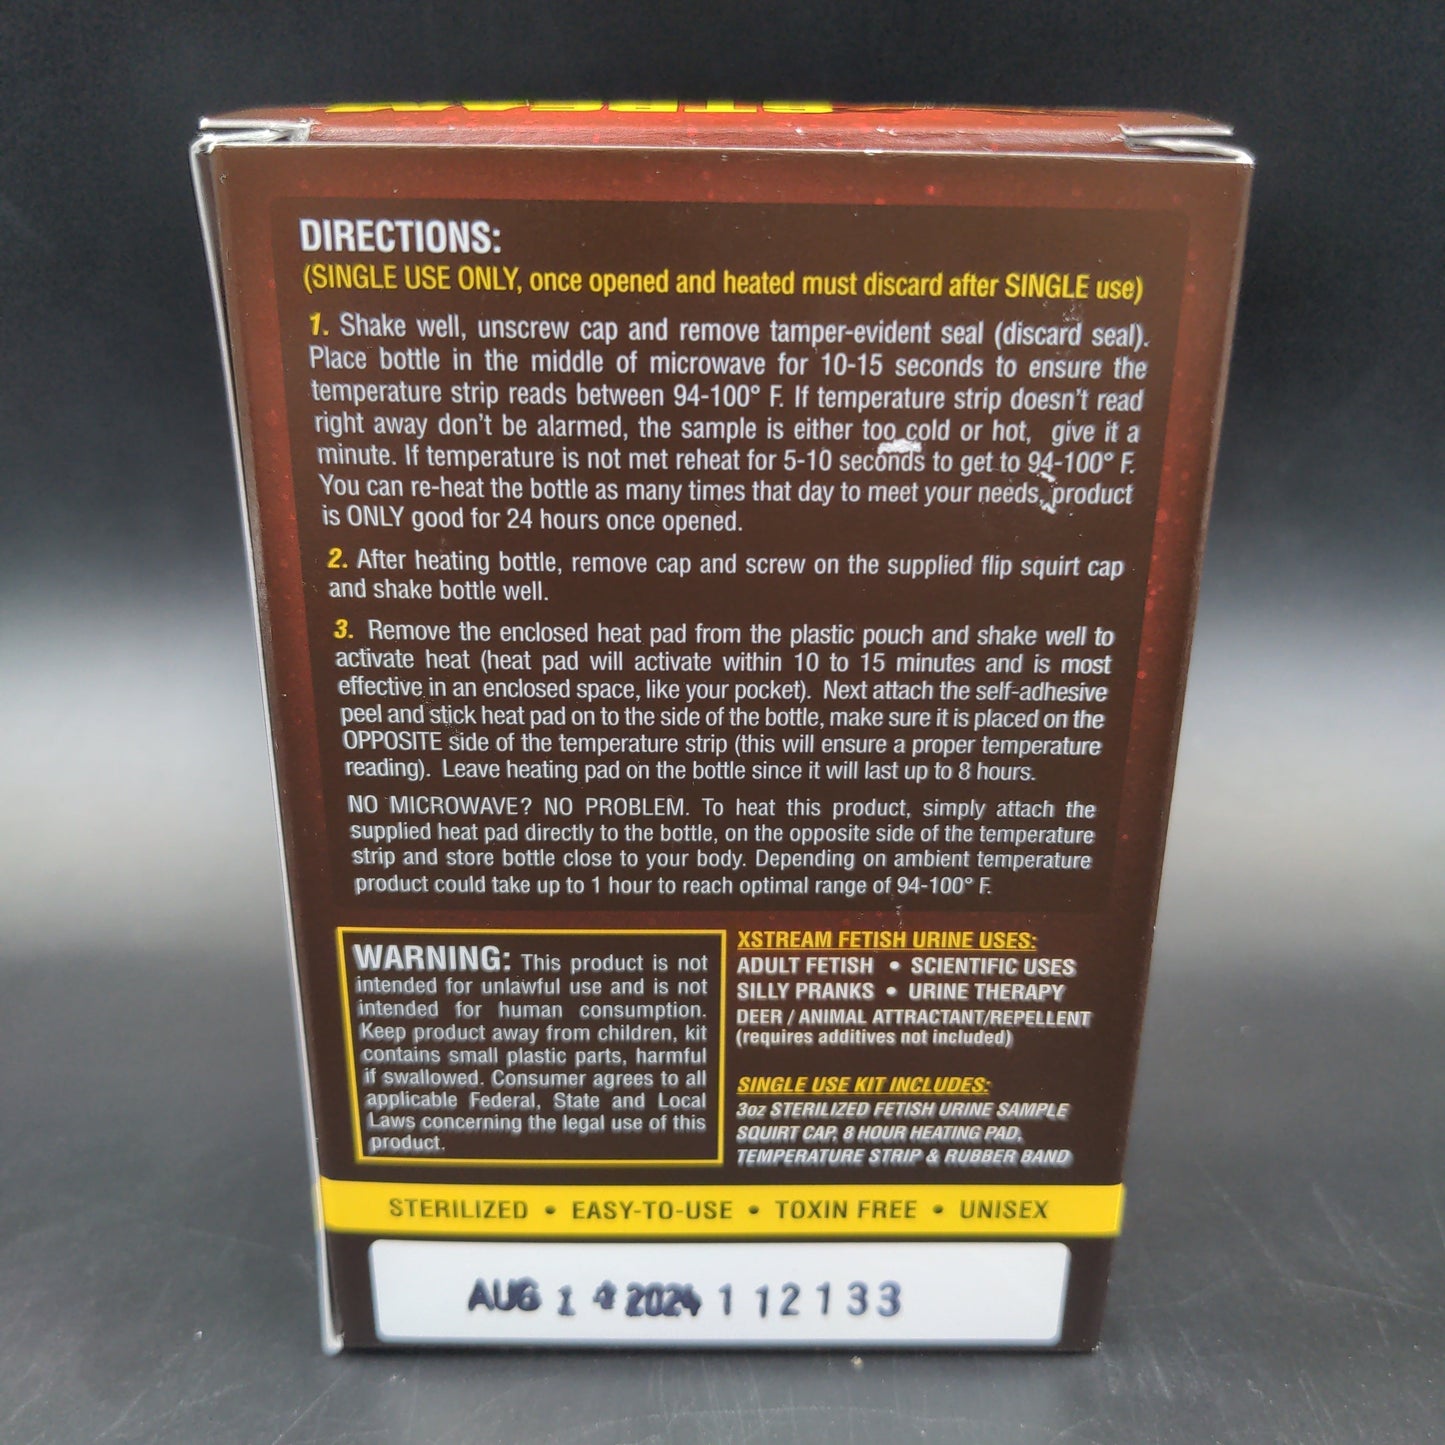 DIRECTIONS:
(SINGLE USE ONLY, once opened and heated must discard after SINGLE use)
1. Shake well, unscrew cap and remove tamper-evident seal (discard seal).
Place bottle in the middle of microwave for 10-15 seconds to ensure the
temperature strip reads between 94-100° F. If temperature strip doesn't read
right away don't be alarmed, the sample is either too cold or hot, give it a
minute. If temperature is not met reheat for 5-10 seconds to get to 94-100° F.
You can re-heat the bottle as many times that day to meet your needs, product
is ONLY good for 24 hours once opened.
2. After heating bottle, remove cap and screw on the supplied flip squirt cap
and shake bottle well.
3. Remove the enclosed heat pad from the plastic pouch and shake well to
activate heat (heat pad will activate within 10 to 15 minutes and is most
effective in an enclosed space, like your pocket). Next attach the self-adhesive
peel and stick heat pad on to the side of the bottle, make sure it is placed on the
OPPOSITE side of the temperature strip (this will ensure a proper temperature
reading). Leave heating pad on the bottle since it will last up to 8 hours.
NO MICROWAVE? NO PROBLEM. To heat this product, simply attach the
supplied heat pad directly to the bottle, on the opposite side of the temperature
strip and store bottle close to your body. Depending on ambient temperature
product could take up to 1 hour to reach optimal range of 94-100° F.
WARNING: This product is not
intended for unlawful use and is not
intended for human consumption.
Keep product away from children, kit
contains small plastic parts, harmful
if swallowed. Consumer agrees to all
applicable Federal, State and Local
Laws concerning the legal use of this
product.
XSTREAM FETISH URINE USES:
ADULT FETISH • SCIENTIFIC USES
SILLY PRANKS • URINE THERAPY
DEER / ANIMAL ATTRACTANT/REPELLENT
(requires additives not included)
SINGLE USE KIT INCLUDES:
3oz STERILIZED FETISH URINE SAMPLE
SQUIRT CAP, 8 HOUR HEATING PAD,
TEMPERATURE STRIP & RUBBER BAND
STERILIZED • EASY-TO-USE • TOXIN FREE • UNISEX
AUG 14 2024 112133